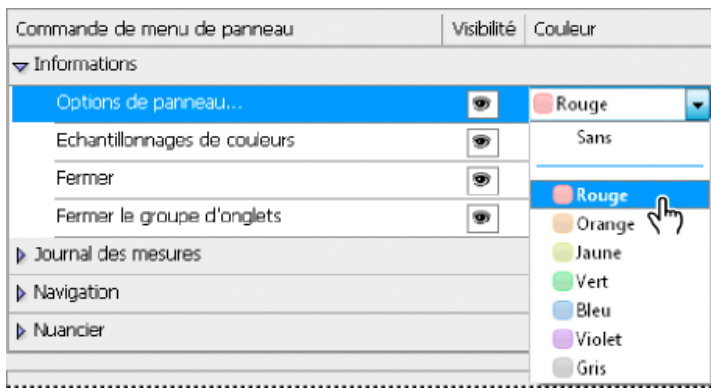 Commande de menu de panneau Visibilité Couleur
Informations
Options de panneau... Rouge
Echantillonnages de couleurs Sans
Fermer Rouge
Fermer le groupe d'onglets Orange
Journal des mesures Jaune
Navigation Vert
Bleu
Nuancier Violet
Gris